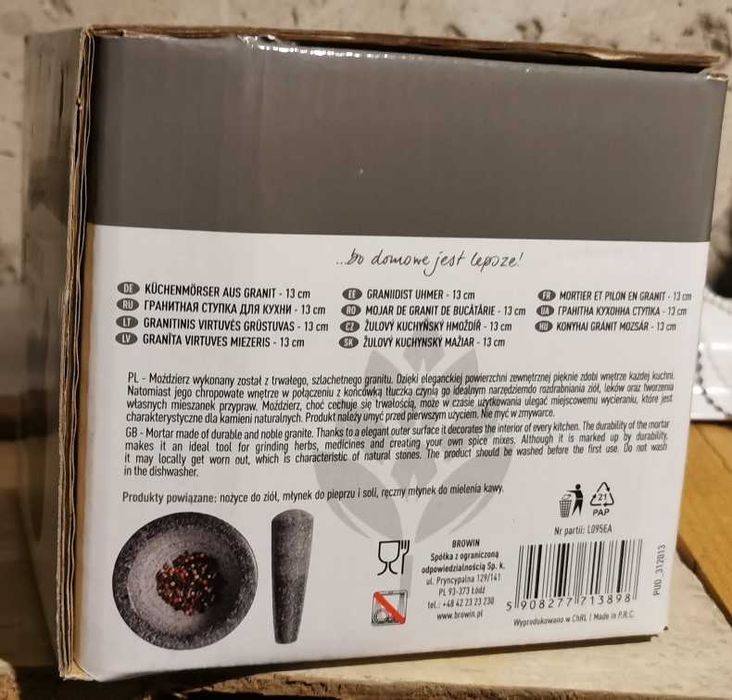 ...bo domowe jest lepsze!
DE KÜCHENMÖRSER AUS GRANIT - 13 cm
RU ГРАНИТНАЯ СТУПКА ДЛЯ КУХНИ - 13 cm
LT GRANITINIS VIRTUVĖS GRŪSTUVAS - 13 cm
LV GRANĪTA VIRTUVES MIEZERIS - 13 cm
EE GRANIIDIST UHMER - 13 cm
RO MOJAR DE GRANIT DE BUCĂTĂRIE - 13 cm
CZ ŽULOVÝ KUCHYŇSKÝ HMOŽDÍŘ - 13 cm
SK ŽULOVÝ KUCHYNSKÝ MAŽIAR - 13 cm
FR MORTIER ET PILON EN GRANIT - 13 cm
UA ГРАНІТНА КУХОННА СТУПКА - 13 cm
HU KONYHAI GRÁNIT MOZSÁR - 13 cm
PL - Moździerz wykonany został z trwałego, szlachetnego granitu. Dzięki eleganckiej powierzchni zewnętrznej pięknie zdobi wnętrze każdej kuchni.
Natomiast jego chropowate wnętrze w połączeniu z końcówką tłuczka czynią go idealnym narzędziem do rozdrabniania ziół, leków oraz tworzenia
własnych mieszanek przypraw. Moździerz, choć cechuje się trwałością, może w czasie użytkowania ulegać miejscowemu wycieraniu, które jest
charakterystyczne dla kamieni naturalnych. Produkt należy umyć przed pierwszym użyciem. Nie myć w zmywarce.
GB - Mortar made of durable and noble granite. Thanks to a elegant outer surface it decorates the interior of every kitchen. The durability of the mortar
makes it an ideal tool for grinding herbs, medicines and creating your own spice mixes. Although it is marked up by durability,
it may locally get worn out, which is characteristic of natural stones. The product should be washed before the first use. Do not wash
in the dishwasher.
Produkty powiązane: nożyce do ziół, młynek do pieprzu i soli, ręczny młynek do mielenia kawy.
21
PAP
Nr partii: L095EA
BROWIN
Spółka z ograniczoną
odpowiedzialnością Sp. k.
ul. Pryncypalna 129/141
PL 93-373 Łódź
tel.: +48 42 23 23 230
www.browin.pl
5 908277 713898
Wyprodukowano w ChRL | Made in P.R.C.
PUD_312013